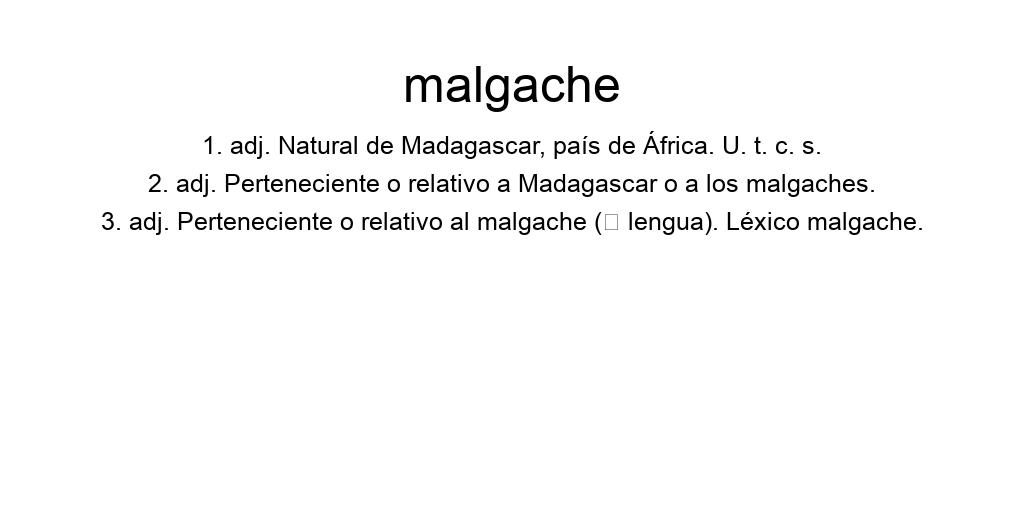 malgache
1. adj. Natural de Madagascar, país de África. U. t. c. s.
2. adj. Perteneciente o relativo a Madagascar o a los malgaches.
3. adj. Perteneciente o relativo al malgache (□ lengua). Léxico malgache.